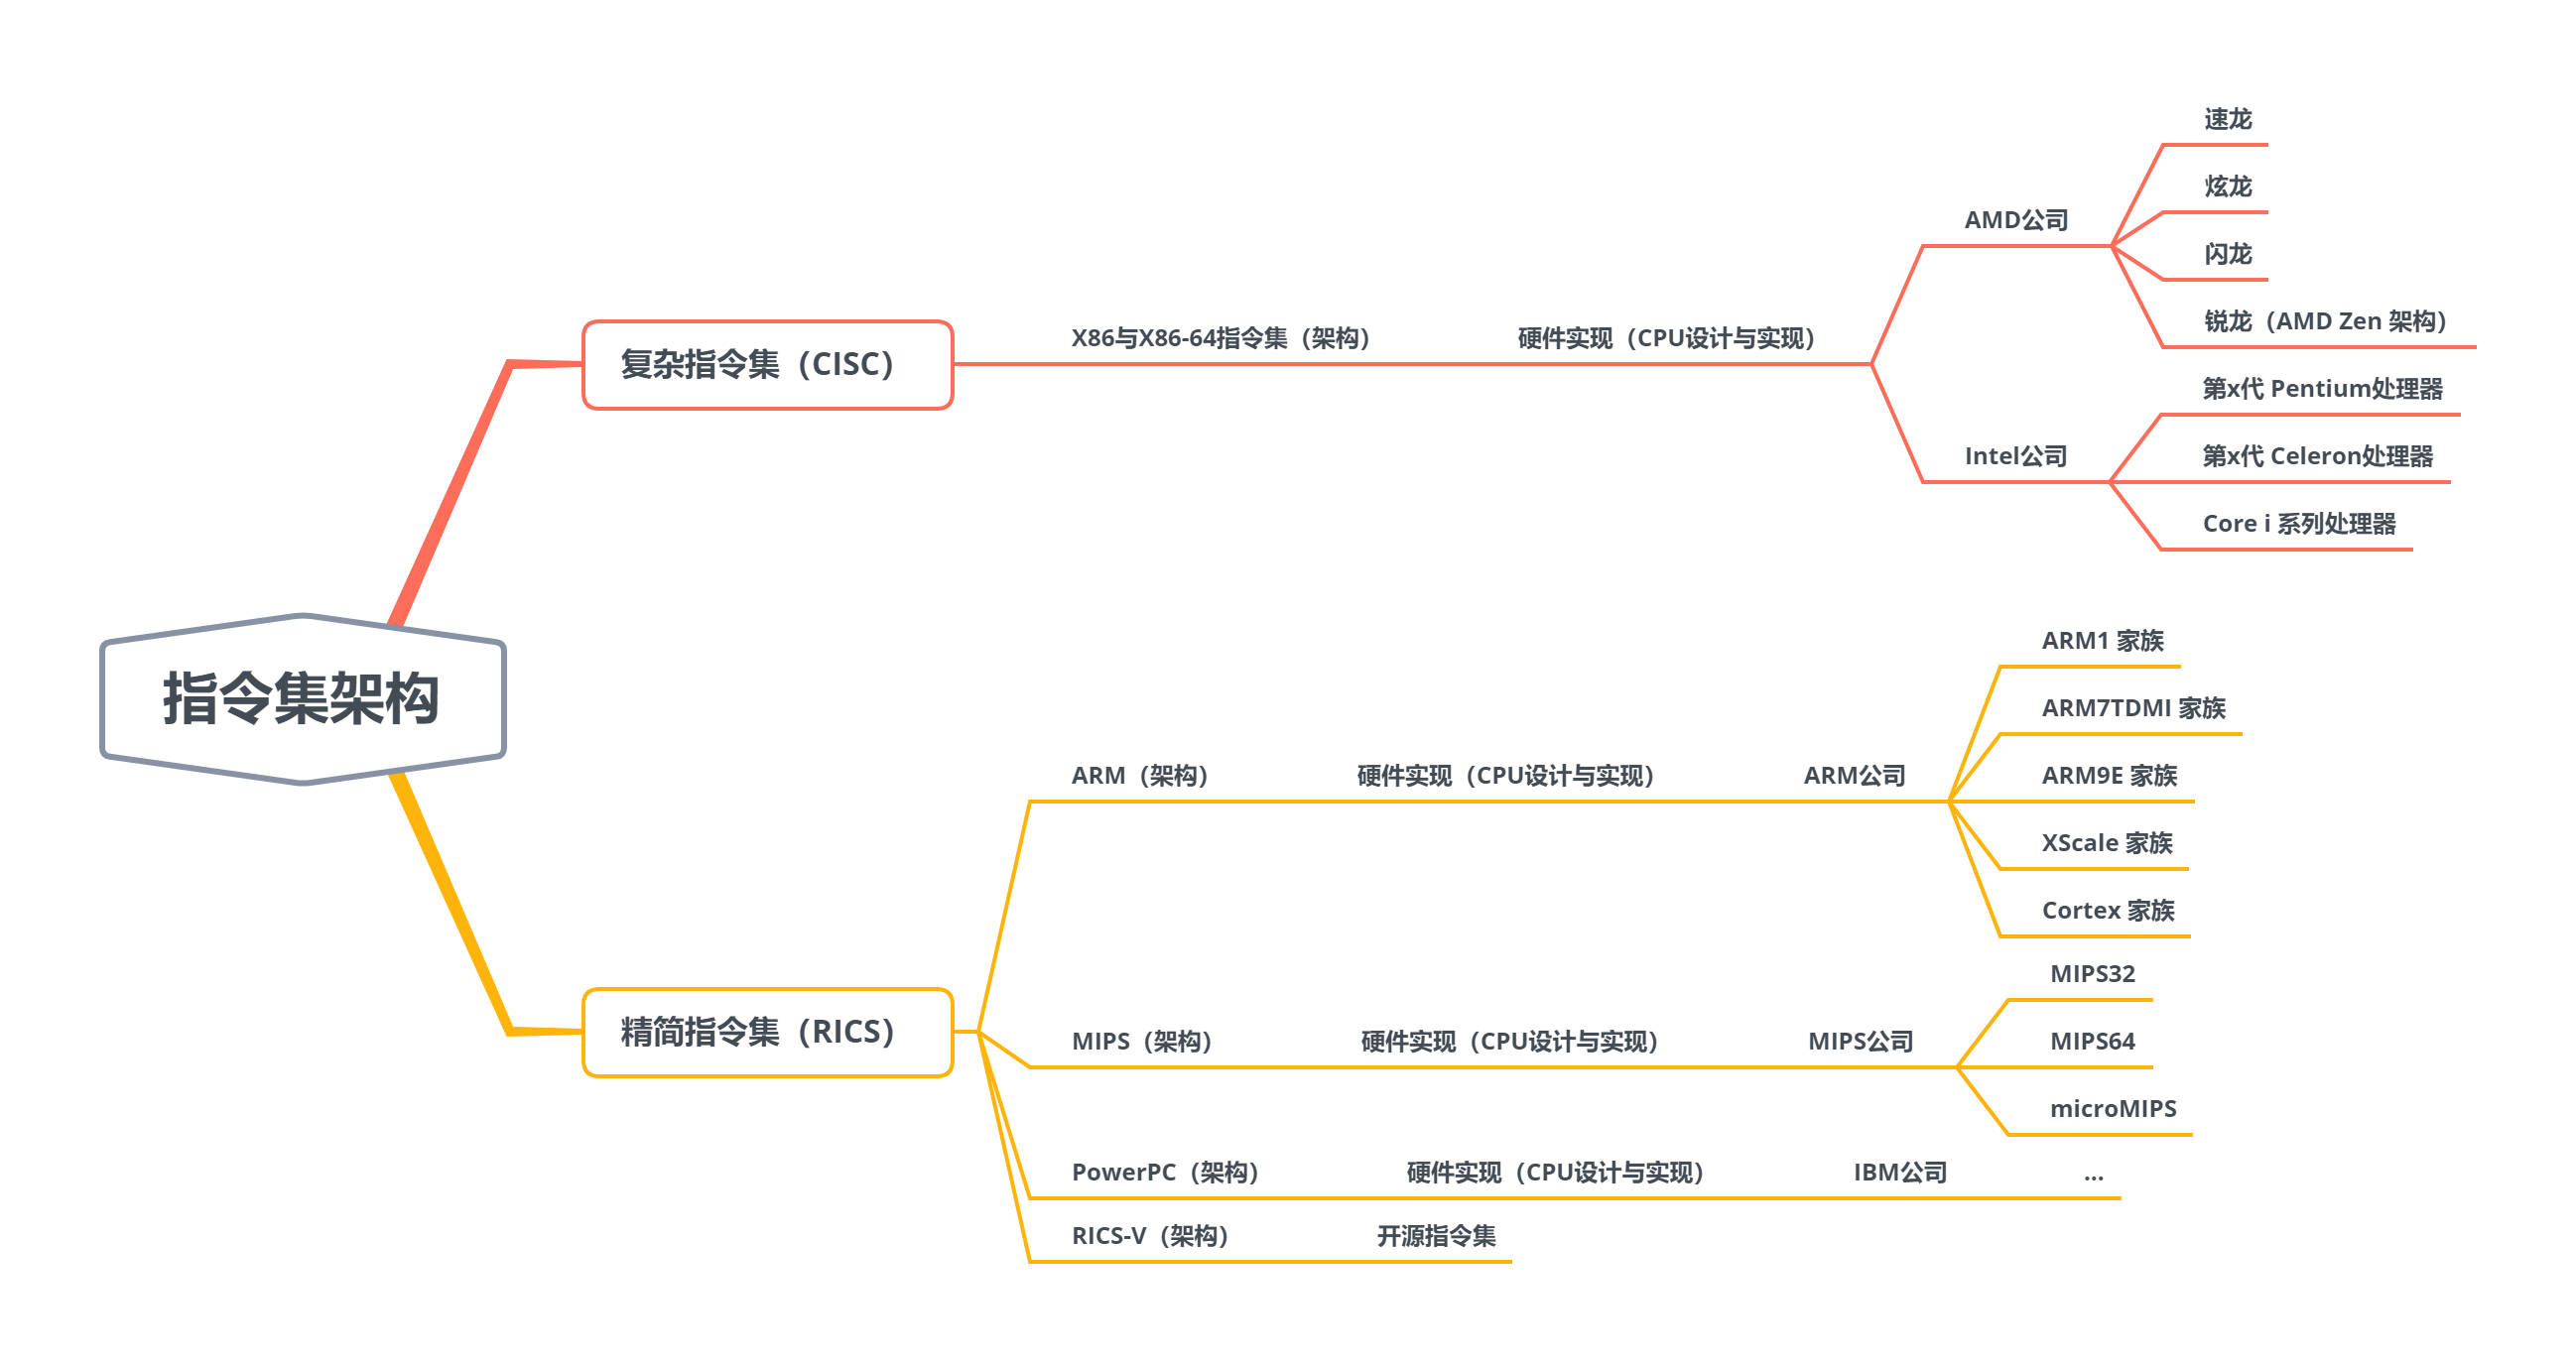 指令集架构
复杂指令集（CISC）
X86与X86-64指令集（架构）
硬件实现（CPU设计与实现）
AMD公司
速龙
炫龙
闪龙
锐龙（AMD Zen 架构）
Intel公司
第x代 Pentium处理器
第x代 Celeron处理器
Core i 系列处理器
精简指令集（RICS）
ARM（架构）
硬件实现（CPU设计与实现）
ARM公司
ARM1 家族
ARM7TDMI 家族
ARM9E 家族
XScale 家族
Cortex 家族
MIPS（架构）
硬件实现（CPU设计与实现）
MIPS公司
MIPS32
MIPS64
microMIPS
PowerPC（架构）
硬件实现（CPU设计与实现）
IBM公司
...
RICS-V（架构）
开源指令集